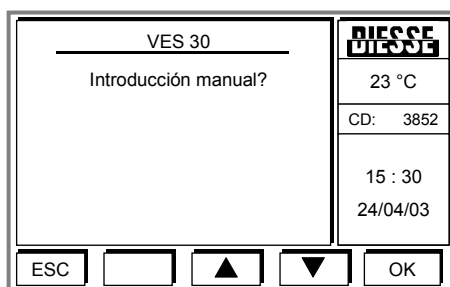 VES 30
Introducción manual?
DIESSE
23 °C
CD: 3852
15 : 30
24/04/03
ESC
OK